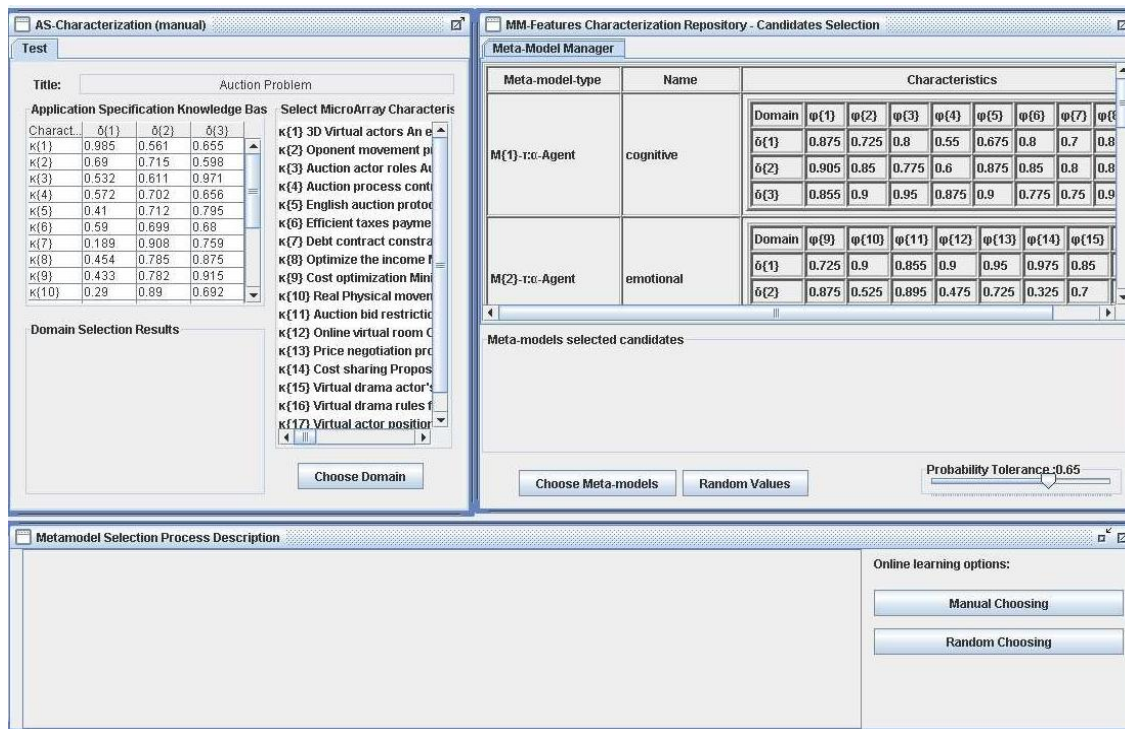 AS-Characterization (manual)
Test
Title: Auction Problem
Application Specification Knowledge Bas
Charact... δ{1} δ{2} δ{3}
κ{1} 0.985 0.561 0.655
κ{2} 0.69 0.715 0.598
κ{3} 0.532 0.611 0.971
κ{4} 0.572 0.702 0.656
κ{5} 0.41 0.712 0.795
κ{6} 0.59 0.699 0.68
κ{7} 0.189 0.908 0.759
κ{8} 0.454 0.785 0.875
κ{9} 0.433 0.782 0.915
κ{10} 0.29 0.89 0.692
Select MicroArray Characteris
κ{1} 3D Virtual actors An e
κ{2} Oponent movement pr
κ{3} Auction actor roles Au
κ{4} Auction process cont
κ{5} English auction protoc
κ{6} Efficient taxes payme
κ{7} Debt contract constra
κ{8} Optimize the income
κ{9} Cost optimization Mini
κ{10} Real Physical movem
κ{11} Auction bid restrictio
κ{12} Online virtual room
κ{13} Price negotiation pro
κ{14} Cost sharing Propos
κ{15} Virtual drama actor's
κ{16} Virtual drama rules f
κ{17} Virtual actor position
Domain Selection Results
Choose Domain
MM-Features Characterization Repository - Candidates Selection
Meta-Model Manager
Meta-model-type Name Characteristics
M{1}-τ:α-Agent cognitive
Domain φ{1} φ{2} φ{3} φ{4} φ{5} φ{6} φ{7} φ{8
δ{1} 0.875 0.725 0.8 0.55 0.675 0.8 0.7 0.8
δ{2} 0.905 0.85 0.775 0.6 0.875 0.85 0.8 0.8
δ{3} 0.855 0.9 0.95 0.875 0.9 0.775 0.75 0.9
M{2}-τ:α-Agent emotional
Domain φ{9} φ{10} φ{11} φ{12} φ{13} φ{14} φ{15}
δ{1} 0.725 0.9 0.855 0.9 0.95 0.975 0.85
δ{2} 0.875 0.525 0.895 0.475 0.725 0.325 0.7
Meta-models selected candidates
Choose Meta-models
Random Values
Probability Tolerance :0.65
Metamodel Selection Process Description
Online learning options:
Manual Choosing
Random Choosing